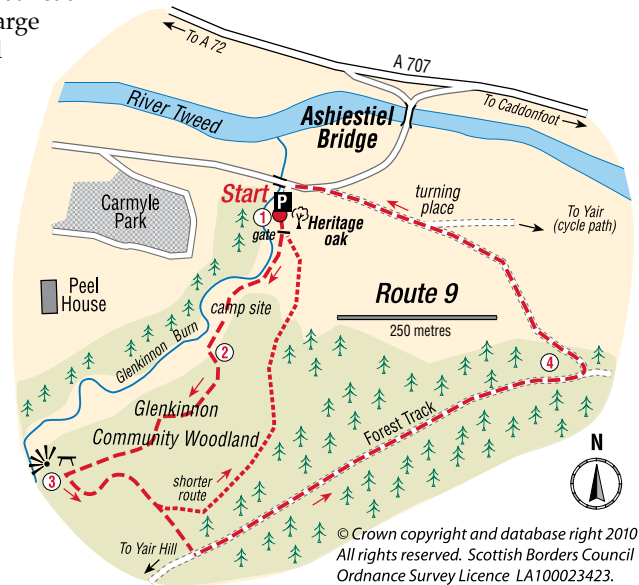 arge
To A 72
A 707
River Tweed
Ashiestiel
Bridge
To Caddonfoot
Carmyle
Park
Start
P
1
gate
Heritage
oak
turning
place
To Yair
(cycle path)
Peel
House
camp site
Route 9
250 metres
Glenkinnon Burn
2
4
Glenkinnon
Community Woodland
Forest Track
3
shorter
route
N
To Yair Hill
© Crown copyright and database right 2010
All rights reserved. Scottish Borders Council
Ordnance Survey Licence LA100023423.